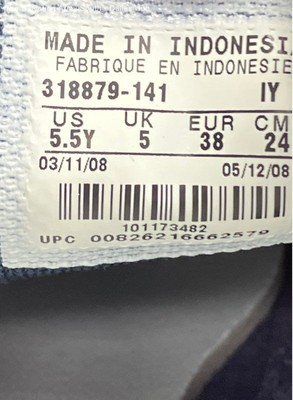 MADE IN INDONESIA
FABRIQUE EN INDONESIE
318879-141 IY
US UK EUR CM
5.5Y 5 38 24
03/11/08 05/12/08
101173482
UPC 00826216662579